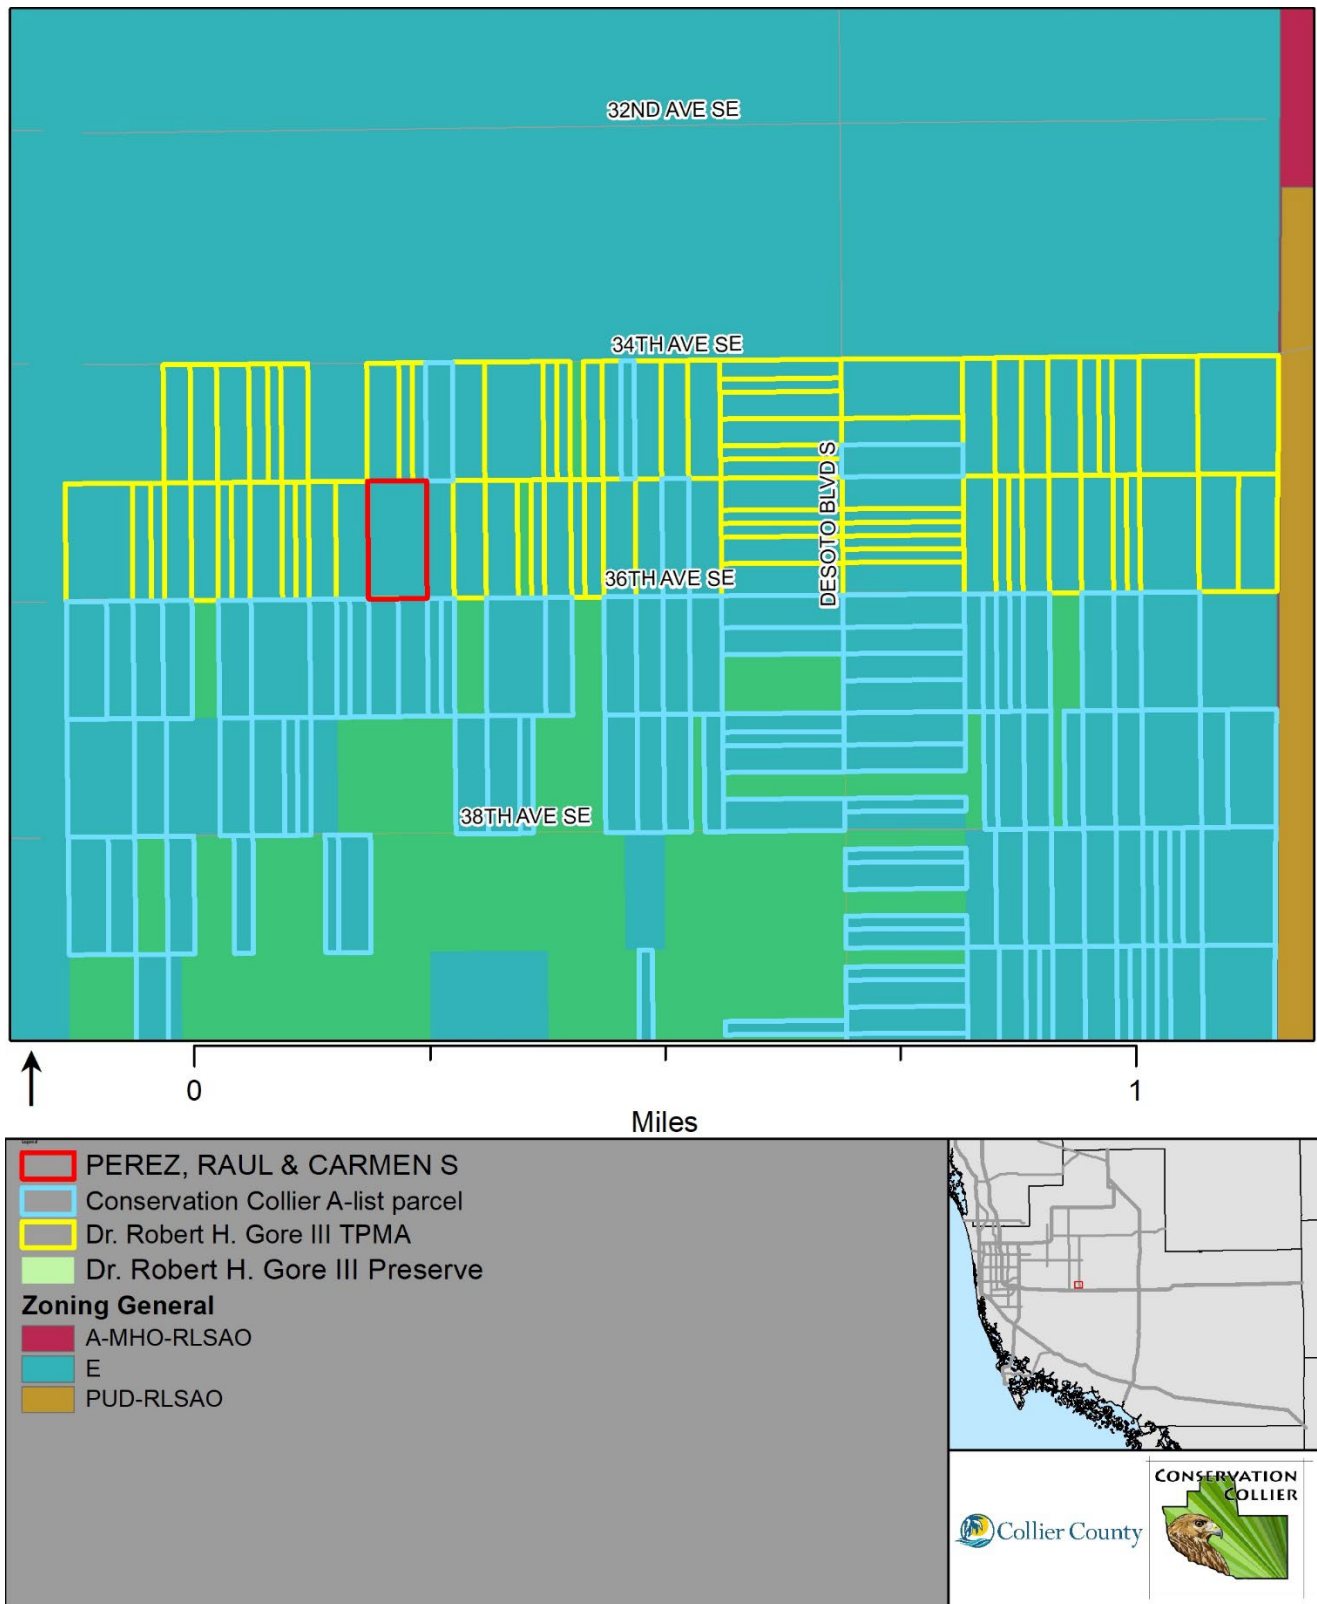 32ND AVE SE
34TH AVE SE
DESOTO BLVD S
36TH AVE SE
38TH AVE SE
0
1
Miles
Legend
PEREZ, RAUL & CARMEN S
Conservation Collier A-list parcel
Dr. Robert H. Gore III TPMA
Dr. Robert H. Gore III Preserve
Zoning General
A-MHO-RLSAO
E
PUD-RLSAO
Collier County
CONSERVATION
COLLIER